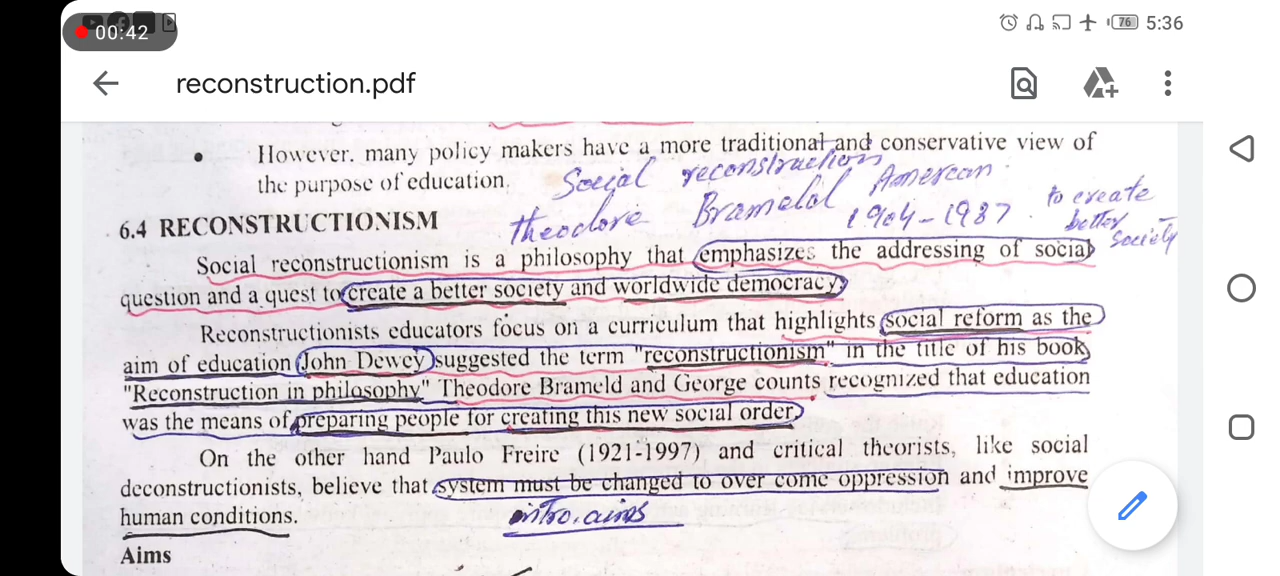 00:42
76 5:36
reconstruction.pdf
• However. many policy makers have a more traditional and conservative view of
the purpose of education.
Social reconstruction
theodore Brameld American
1904-1987
to create
better
society
6.4 RECONSTRUCTIONISM
Social reconstructionism is a philosophy that emphasizes the addressing of social
question and a quest to create a better society and worldwide democracy.
Reconstructionists educators focus on a curriculum that highlights social reform as the
aim of education John Dewey suggested the term "reconstructionism" in the title of his book
"Reconstruction in philosophy" Theodore Brameld and George counts recognized that education
was the means of preparing people for creating this new social order.
On the other hand Paulo Freire (1921-1997) and critical theorists, like social
deconstructionists, believe that system must be changed to over come oppression and improve
human conditions.
intro. aims
Aims